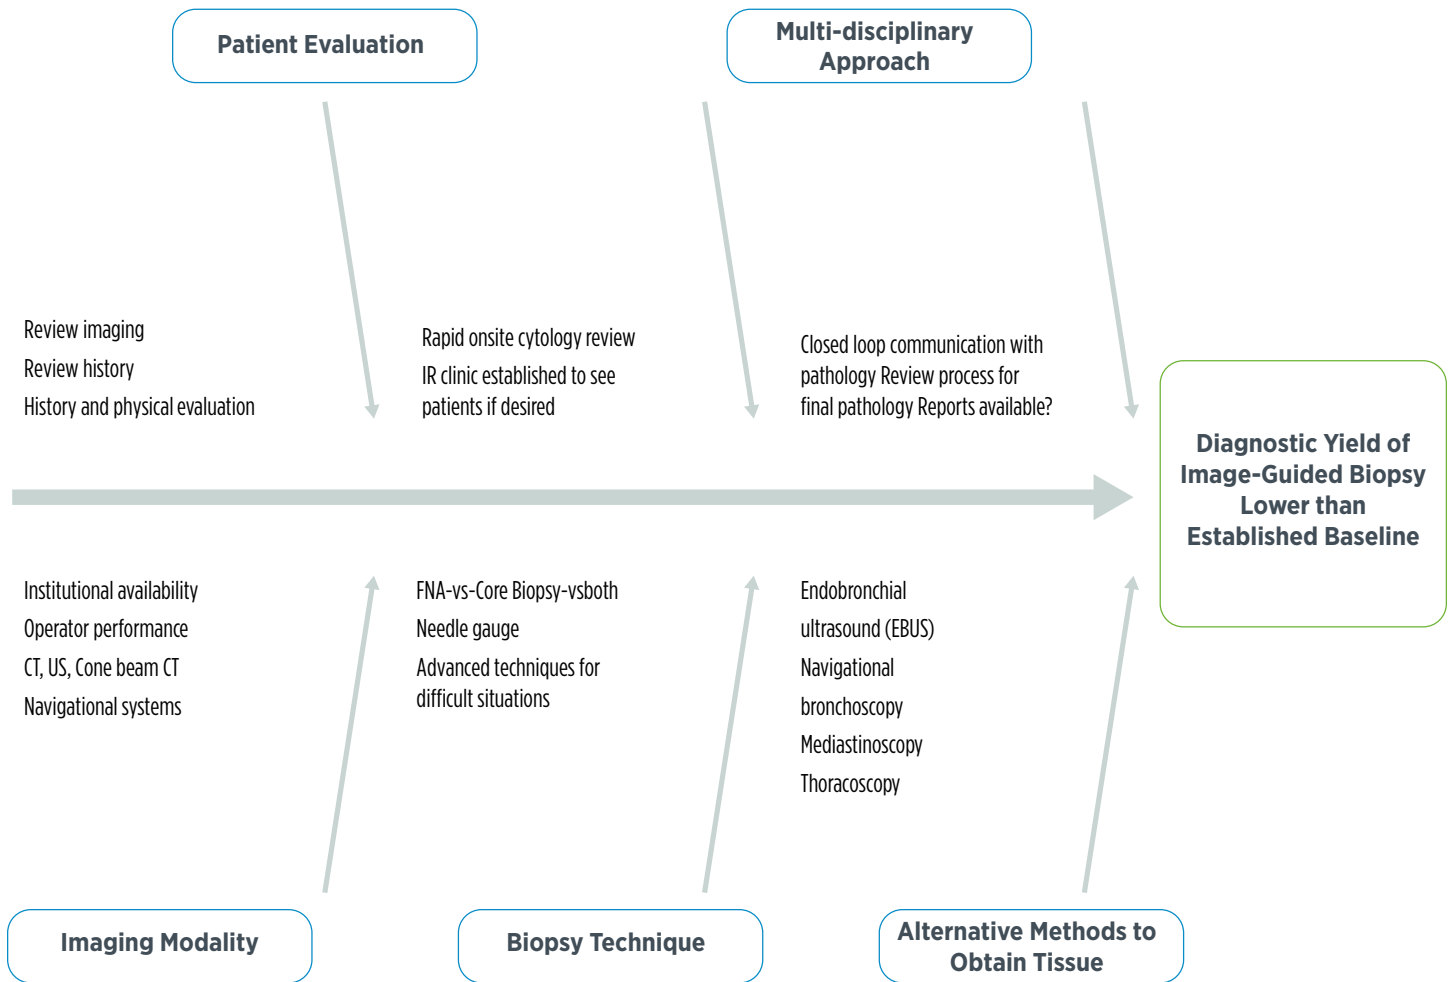 Patient Evaluation
Multi-disciplinary
Approach
Review imaging
Review history
History and physical evaluation
Rapid onsite cytology review
IR clinic established to see
patients if desired
Closed loop communication with
pathology Review process for
final pathology Reports available?
Diagnostic Yield of
Image-Guided Biopsy
Lower than
Established Baseline
Institutional availability
Operator performance
CT, US, Cone beam CT
Navigational systems
FNA-vs-Core Biopsy-vsboth
Needle gauge
Advanced techniques for
difficult situations
Endobronchial
ultrasound (EBUS)
Navigational
bronchoscopy
Mediastinoscopy
Thoracoscopy
Imaging Modality
Biopsy Technique
Alternative Methods to
Obtain Tissue